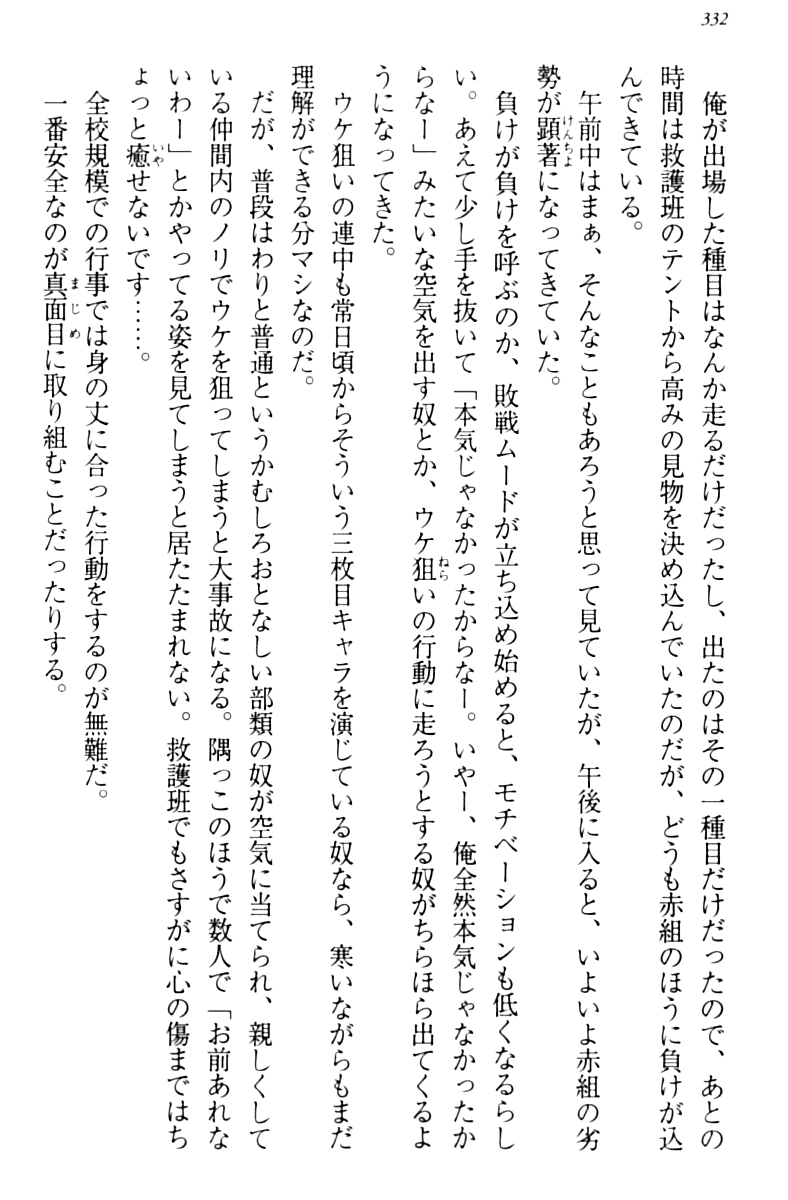 332
俺が出場した種目はなんか走るだけだったし、出たのはその一種目だけだったので、あとの
時間は救護班のテントから高みの見物を決め込んでいたのだが、どうも赤組のほうに負けが込
んできている。
午前中はまぁ、そんなこともあろうと思って見ていたが、午後に入ると、いよいよ赤組の劣
勢が顕著になってきていた。
負けが負けを呼ぶのか、敗戦ムードが立ち込め始めると、モチベーションも低くなるらし
い。あえて少し手を抜いて「本気じゃなかったからなー。いやー、俺全然本気じゃなかったか
らなー」みたいな空気を出す奴とか、ウケ狙いの行動に走ろうとする奴がちらほら出てくるよ
うになってきた。
ウケ狙いの連中も常日頃からそういう三枚目キャラを演じている奴なら、寒いながらもまだ
理解ができる分マシなのだ。
だが、普段はわりと普通というかむしろおとなしい部類の奴が空気に当てられ、親しくして
いる仲間内のノリでウケを狙ってしまうと大事故になる。隅っこのほうで数人で「お前あれな
いわー」とかやってる姿を見てしまうと居たたまれない。救護班でもさすがに心の傷まではち
ょっと癒せないです……。
全校規模での行事では身の丈に合った行動をするのが無難だ。
一番安全なのが真面目に取り組むことだったりする。